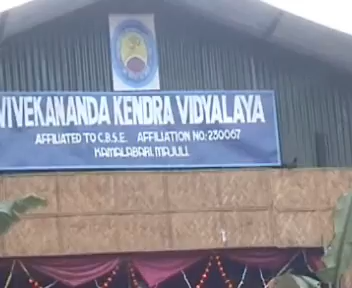 VIVEKANANDA KENDRA VIDYALAYA
AFFILIATED TO C.B.S.E. AFFILIATION NO:230067
KAMALABARI, MAJULI.